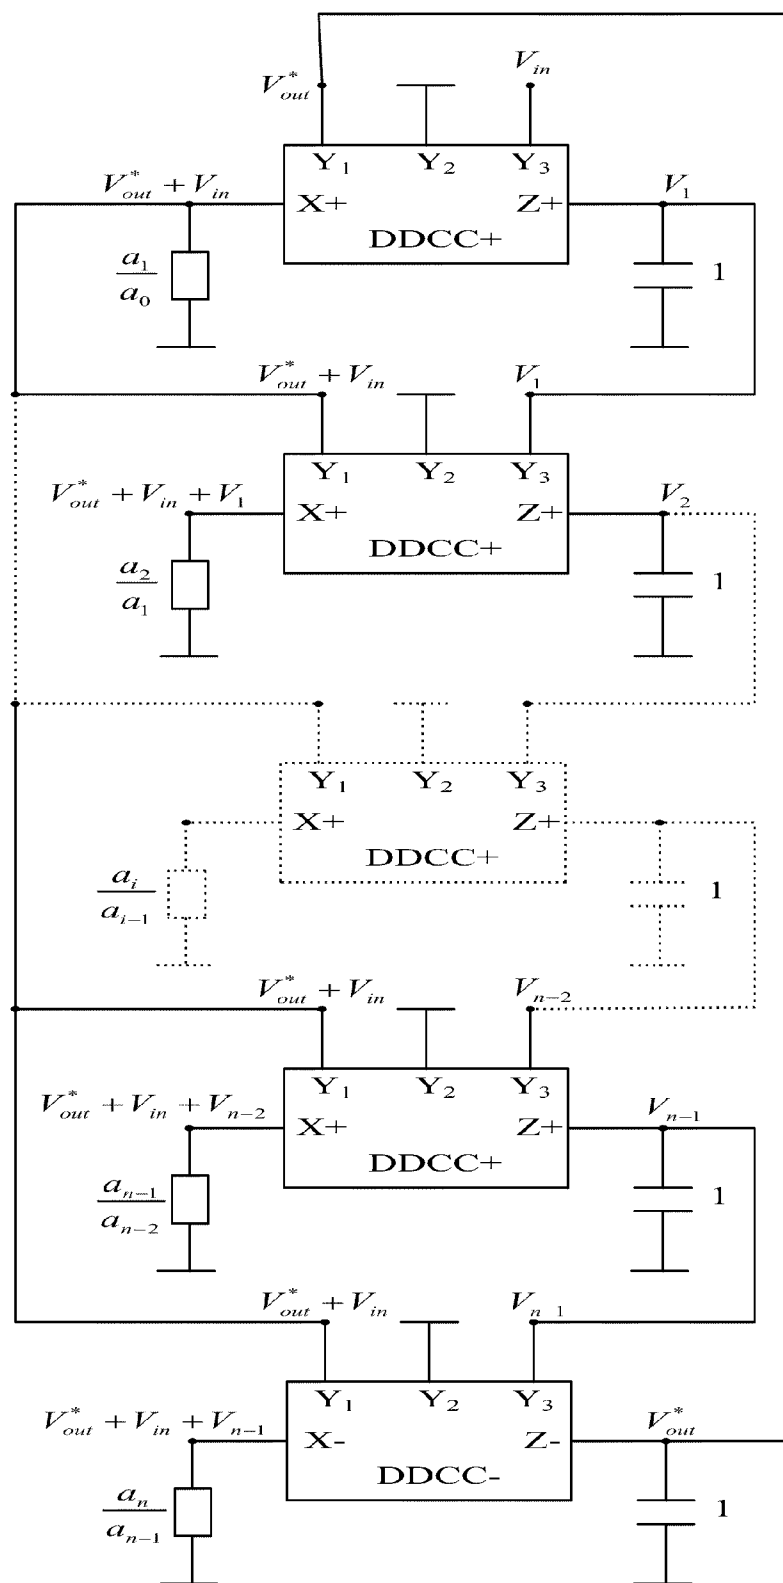 V*out Vin
Y1 Y2 Y3
V*out + Vin X+ Z+ V1
DDCC+
a1/a0 1
V*out + Vin V1
Y1 Y2 Y3
V*out + Vin + V1 X+ Z+ V2
DDCC+
a2/a1 1
Y1 Y2 Y3
X+ Z+
DDCC+
ai/ai−1 1
V*out + Vin Vn−2
Y1 Y2 Y3
V*out + Vin + Vn−2 X+ Z+ Vn−1
DDCC+
an−1/an−2 1
V*out + Vin Vn−1
Y1 Y2 Y3
V*out + Vin + Vn−1 X- Z- V*out
DDCC-
an/an−1 1